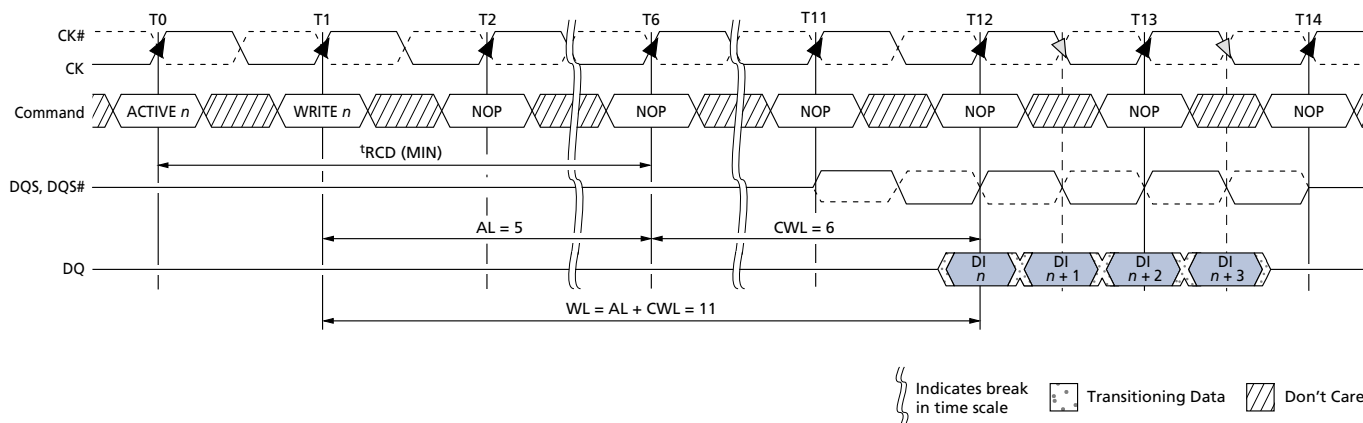 T0 T1 T2 T6 T11 T12 T13 T14
CK#
CK
Command ACTIVE n WRITE n NOP NOP NOP NOP NOP NOP
tRCD (MIN)
DQS, DQS#
AL = 5 CWL = 6
DQ DI n DI n + 1 DI n + 2 DI n + 3
WL = AL + CWL = 11
Indicates break in time scale
Transitioning Data
Don't Care